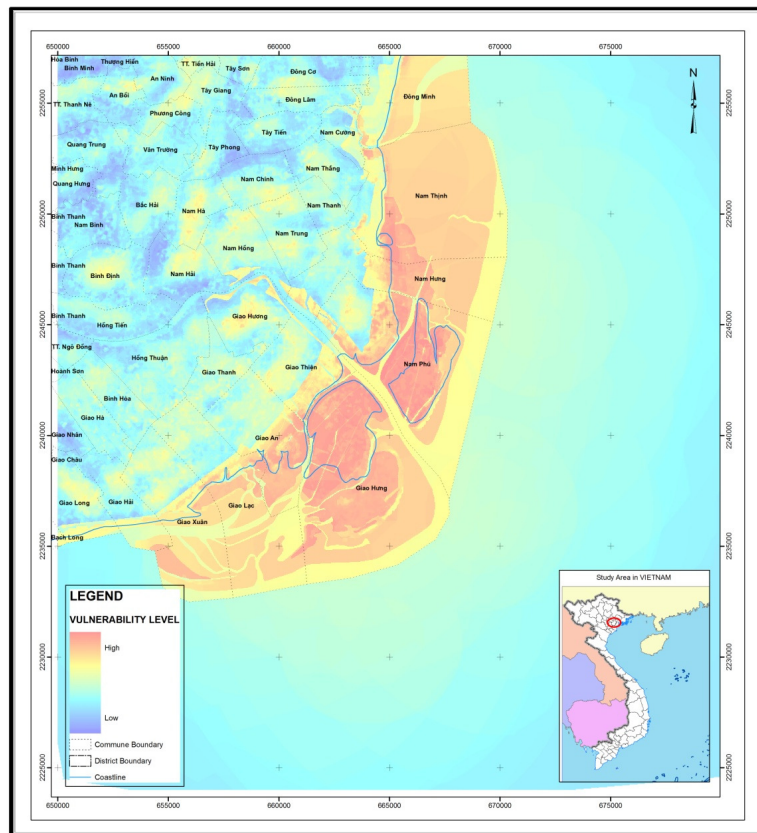 650000 655000 660000 665000 670000 675000
2255000
2250000
2245000
2240000
2235000
2230000
2225000
2255000
2250000
2245000
2240000
2235000
2230000
2225000
N
Thượng Hiền
TT. Tiền Hải
Tây Sơn
Bình Minh
An Ninh
Đông Cơ
Tây Giang
An Bồi
Đông Lâm
Đông Minh
TT. Thanh Nê
Phương Công
Tây Tiến
Nam Cường
Quang Trung
Vân Trường
Tây Phong
Minh Hưng
Nam Thắng
Quang Hưng
Nam Chính
Nam Thịnh
Bắc Hải
Nam Hà
Nam Thanh
Bình Thanh
Nam Bình
Nam Trung
Nam Hồng
Bình Thanh
Bình Định
Nam Hải
Nam Hưng
Bình Thanh
Hồng Tiến
Giao Hương
TT. Ngô Đồng
Hồng Thuận
Nam Phú
Hoành Sơn
Giao Thanh
Giao Thiện
Bình Hòa
Giao Hà
Giao Nhân
Giao An
Giao Châu
Giao Long
Giao Hải
Giao Lạc
Giao Hưng
Giao Xuân
Bạch Long
LEGEND
VULNERABILITY LEVEL
High
Low
Commune Boundary
District Boundary
Coastline
Study Area in VIETNAM
650000 655000 660000 665000 670000 675000